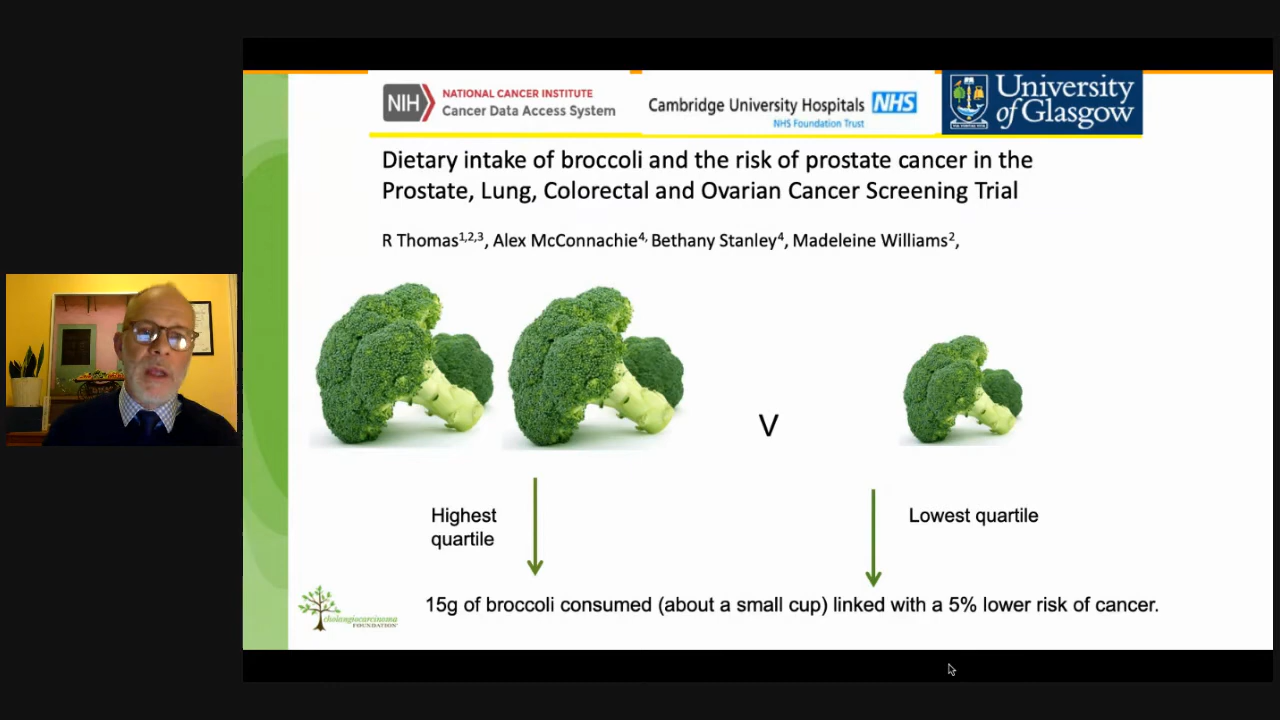 NIH
NATIONAL CANCER INSTITUTE
Cancer Data Access System
Cambridge University Hospitals NHS
NHS Foundation Trust
University
of Glasgow
Dietary intake of broccoli and the risk of prostate cancer in the
Prostate, Lung, Colorectal and Ovarian Cancer Screening Trial
R Thomas1,2,3, Alex McConnachie4, Bethany Stanley4, Madeleine Williams2,
V
Highest
quartile
Lowest quartile
15g of broccoli consumed (about a small cup) linked with a 5% lower risk of cancer.
cholangiocarcinoma
FOUNDATION